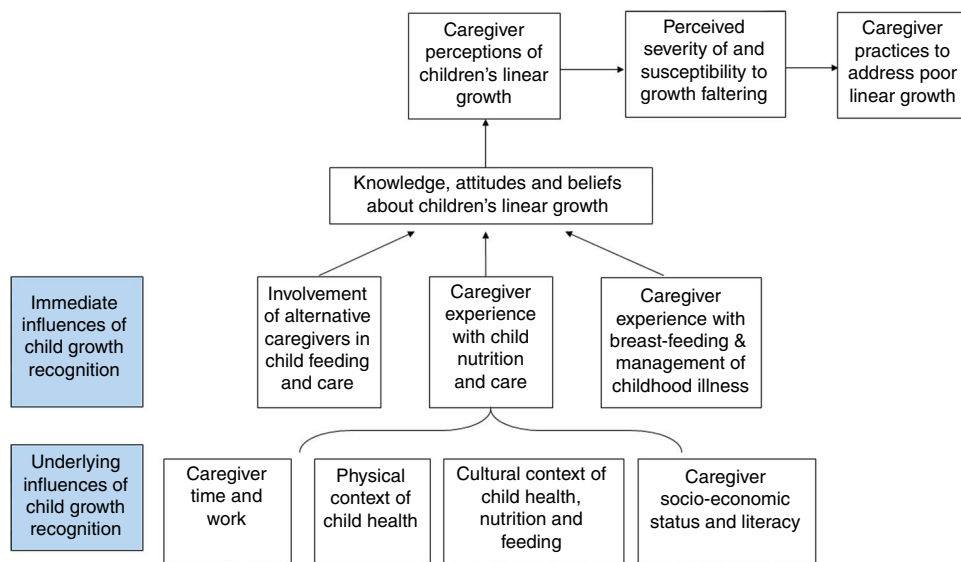 Caregiver
perceptions of
children's linear
growth
Perceived
severity of and
susceptibility to
growth faltering
Caregiver
practices to
address poor
linear growth
Knowledge, attitudes and beliefs
about children's linear growth
Immediate
influences of
child growth
recognition
Involvement
of alternative
caregivers in
child feeding
and care
Caregiver
experience
with child
nutrition
and care
Caregiver
experience with
breast-feeding &
management of
childhood illness
Underlying
influences of
child growth
recognition
Caregiver
time and
work
Physical
context of
child health
Cultural context of
child health,
nutrition and
feeding
Caregiver
socio-economic
status and literacy